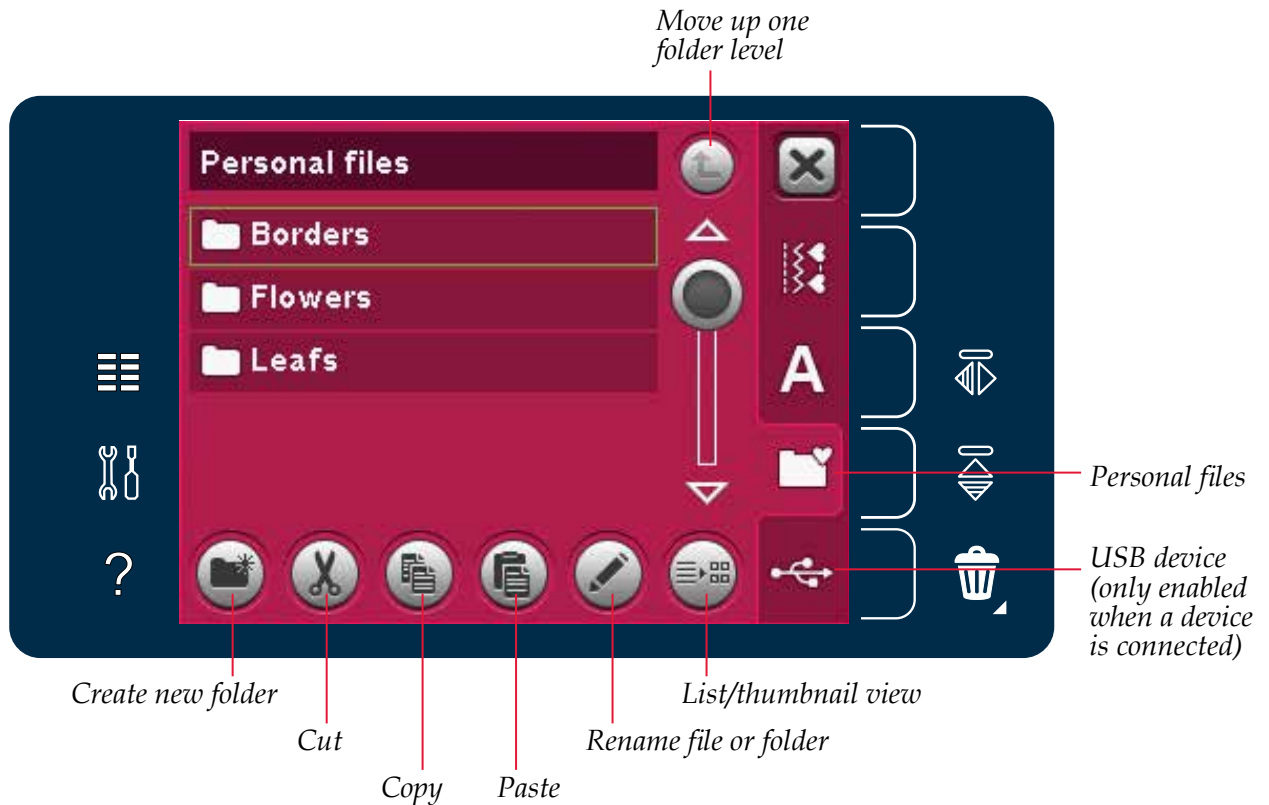 Move up one
folder level
Personal files
Borders
Flowers
Leafs
A
Personal files
?
USB device
(only enabled
when a device
is connected)
Create new folder
List/thumbnail view
Cut
Rename file or folder
Copy
Paste